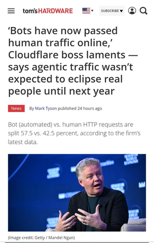 tom'sHARDWARE
SUBSCRIBE
'Bots have now passed
human traffic online,'
Cloudflare boss laments —
says agentic traffic wasn't
expected to eclipse real
people until next year
News
By Mark Tyson published 24 hours ago
Bot (automated) vs. human HTTP requests are
split 57.5 vs. 42.5 percent, according to the firm's
latest data.
(Image credit: Getty / Mandel Ngan)